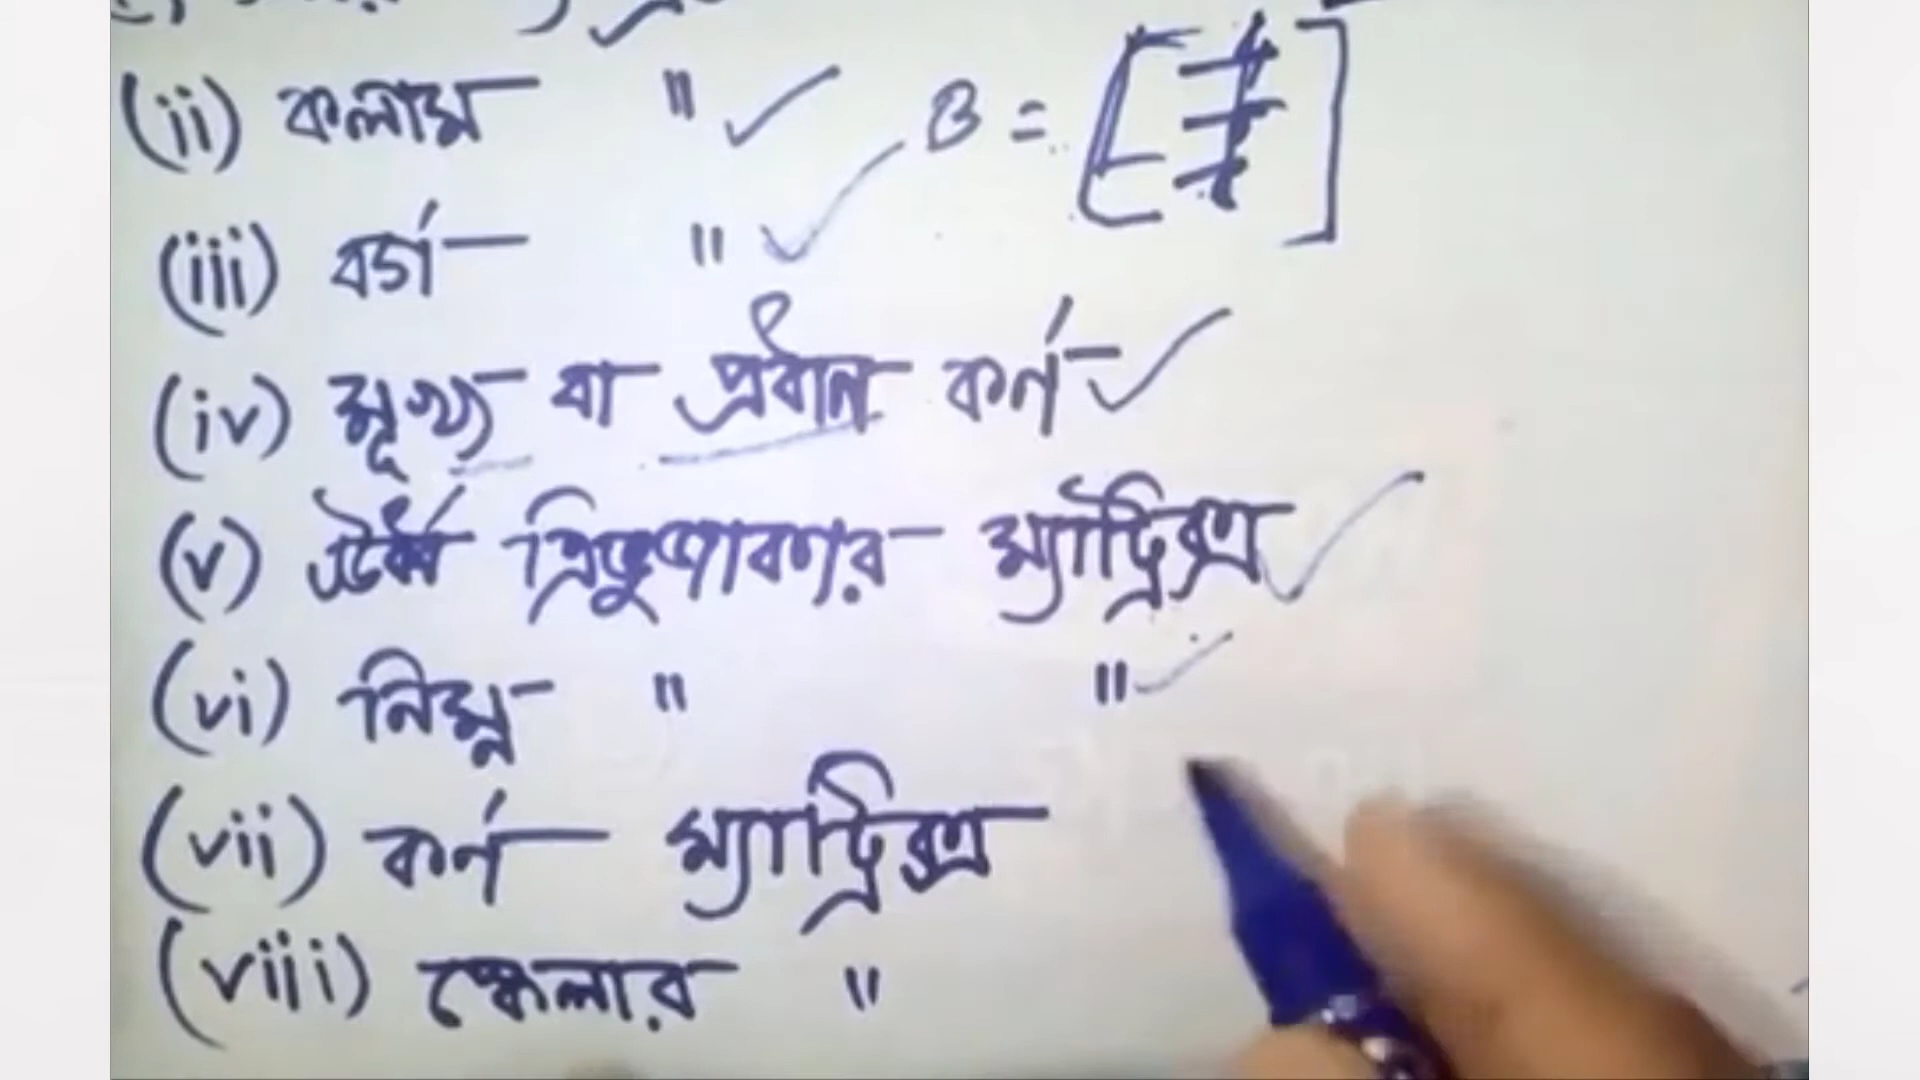 (ii) কলাম " ✓ B = [ ]
(iii) বর্গ " ✓
(iv) মূখ্য বা প্রধান কর্ণ ✓
(v) ঊর্ধ্ব ত্রিভুজাকার ম্যাট্রিক্স ✓
(vi) নিম্ন " " ✓
(vii) কর্ণ ম্যাট্রিক্স
(viii) স্কেলার "